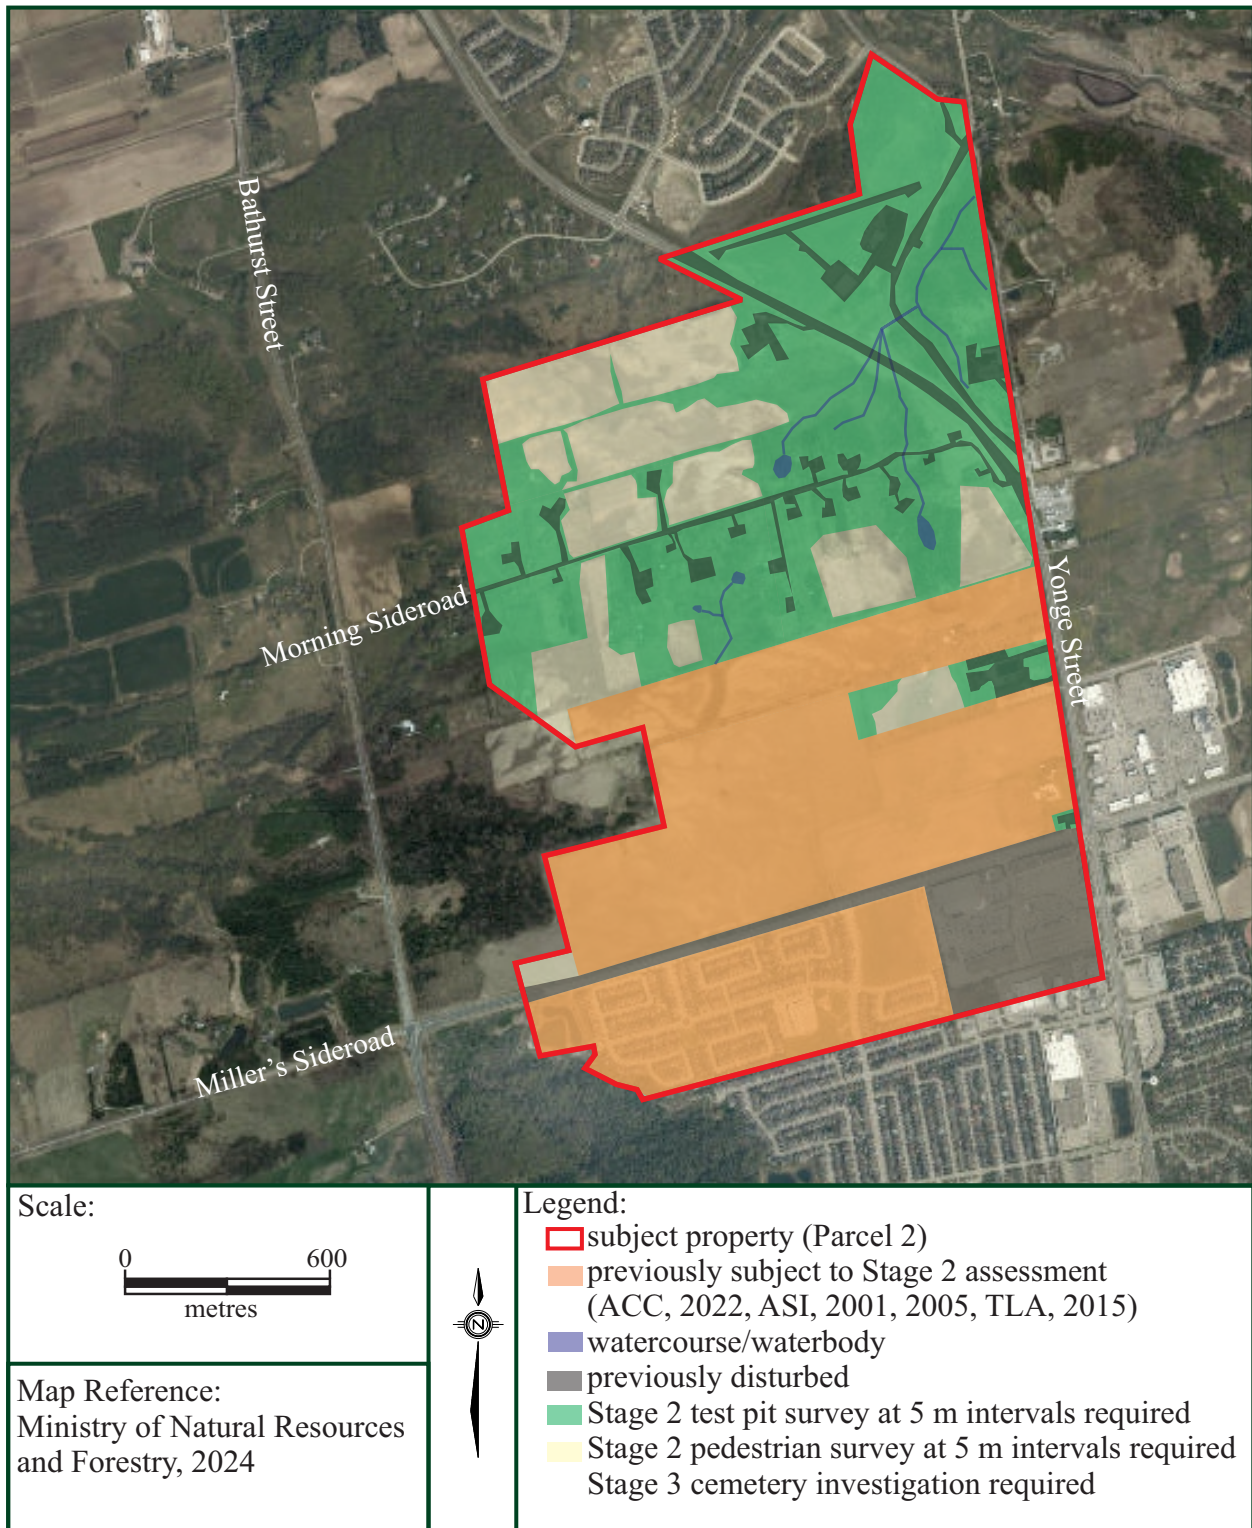 Bathurst Street
Morning Sideroad
Yonge Street
Miller’s Sideroad
Scale:
0 600
metres
Map Reference:
Ministry of Natural Resources
and Forestry, 2024
N
Legend:
subject property (Parcel 2)
previously subject to Stage 2 assessment
(ACC, 2022, ASI, 2001, 2005, TLA, 2015)
watercourse/waterbody
previously disturbed
Stage 2 test pit survey at 5 m intervals required
Stage 2 pedestrian survey at 5 m intervals required
Stage 3 cemetery investigation required